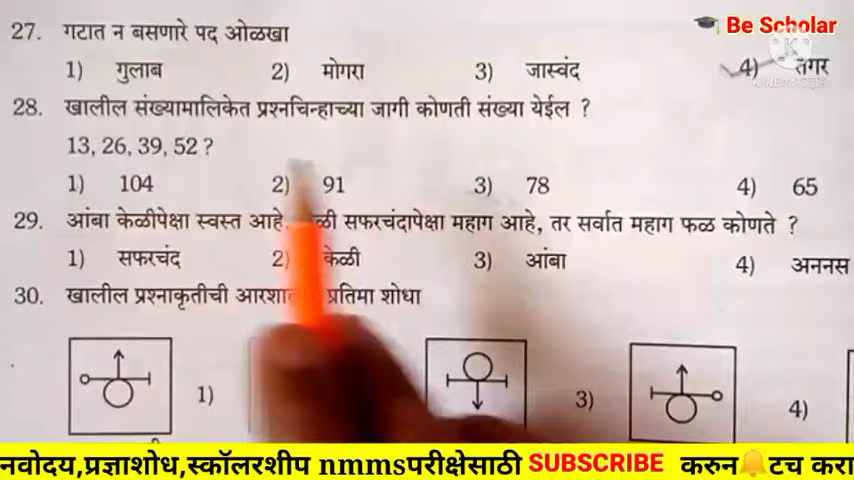 Be Scholar
27. गटात न बसणारे पद ओळखा
1) गुलाब 2) मोगरा 3) जास्वंद 4) तगर
28. खालील संख्यामालिकेत प्रश्नचिन्हाच्या जागी कोणती संख्या येईल ?
13, 26, 39, 52 ?
1) 104 2) 91 3) 78 4) 65
29. आंबा केळीपेक्षा स्वस्त आहे. सफरचंदापेक्षा महाग आहे, तर सर्वात महाग फळ कोणते ?
1) सफरचंद 2) केळी 3) आंबा 4) अननस
30. खालील प्रश्नाकृतीची प्रतिमा शोधा
1) 3) 4)
नवोदय,प्रज्ञाशोध,स्कॉलरशीप nmmsपरीक्षेसाठी SUBSCRIBE करुन टच करा